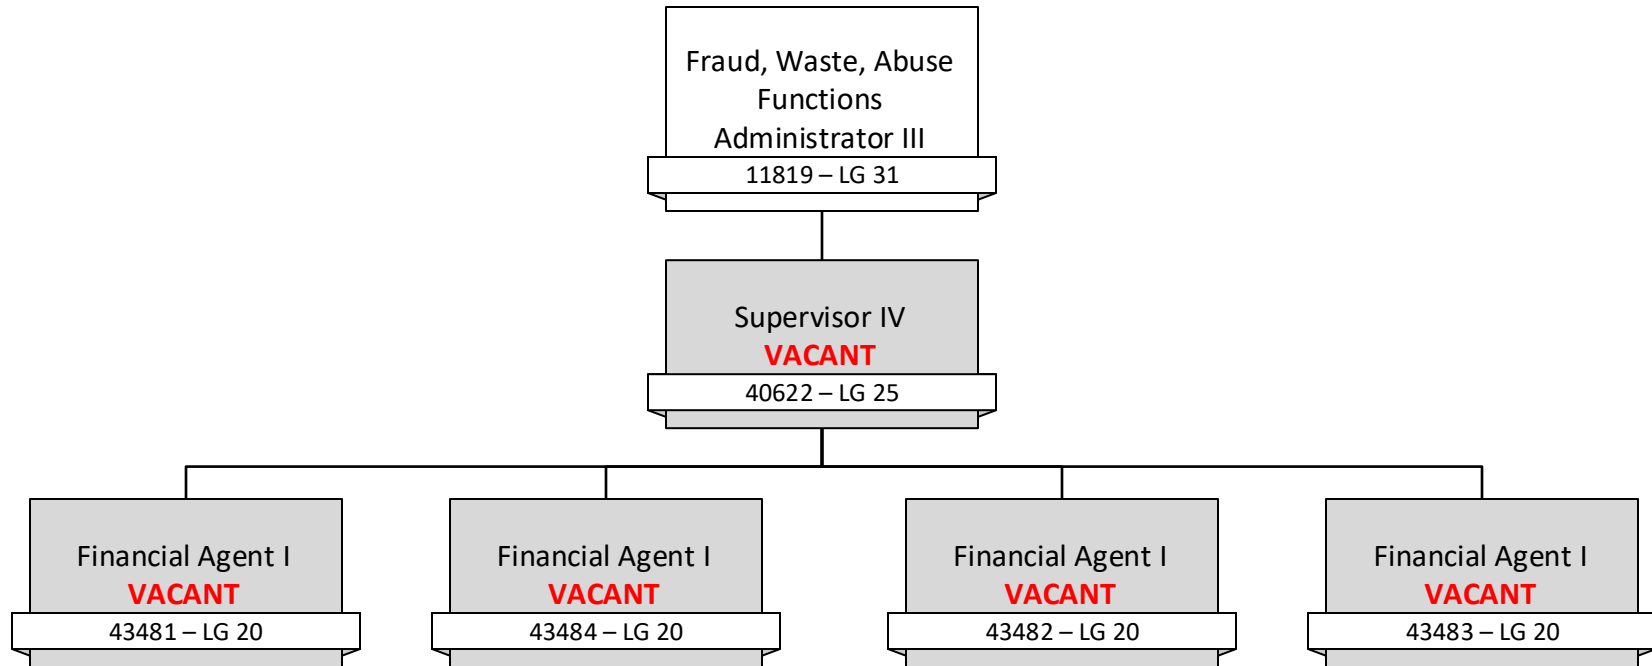 Fraud, Waste, Abuse
Functions
Administrator III
11819 – LG 31
Supervisor IV
VACANT
40622 – LG 25
Financial Agent I
VACANT
43481 – LG 20
Financial Agent I
VACANT
43484 – LG 20
Financial Agent I
VACANT
43482 – LG 20
Financial Agent I
VACANT
43483 – LG 20